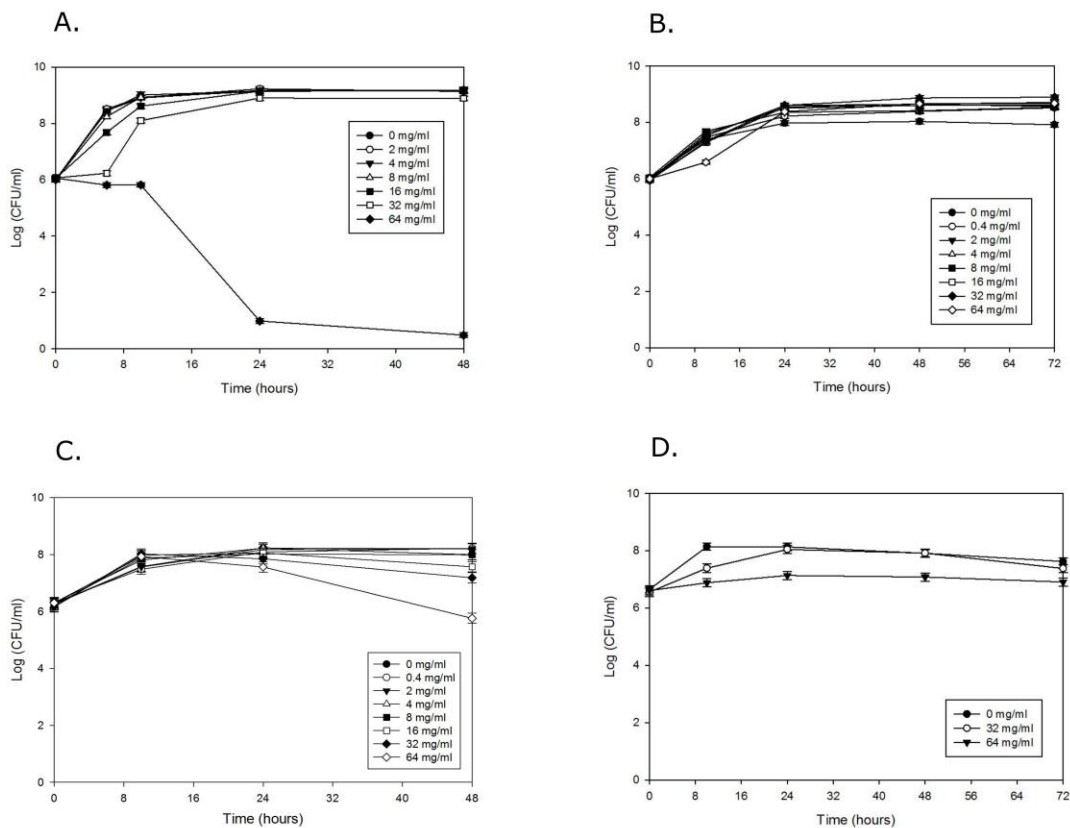 A.
10
8
6
4
2
0
Log (CFU/ml)
0 8 16 24 32 40 48
Time (hours)
0 mg/ml
2 mg/ml
4 mg/ml
8 mg/ml
16 mg/ml
32 mg/ml
64 mg/ml
B.
10
8
6
4
2
0
Log (CFU/ml)
0 8 16 24 32 40 48 56 64 72
Time (hours)
0 mg/ml
0.4 mg/ml
2 mg/ml
4 mg/ml
8 mg/ml
16 mg/ml
32 mg/ml
64 mg/ml
C.
10
8
6
4
2
0
Log (CFU/ml)
0 8 16 24 32 40 48
Time (hours)
0 mg/ml
0.4 mg/ml
2 mg/ml
4 mg/ml
8 mg/ml
16 mg/ml
32 mg/ml
64 mg/ml
D.
10
8
6
4
2
0
Log (CFU/ml)
0 8 16 24 32 40 48 56 64 72
Time (hours)
0 mg/ml
32 mg/ml
64 mg/ml